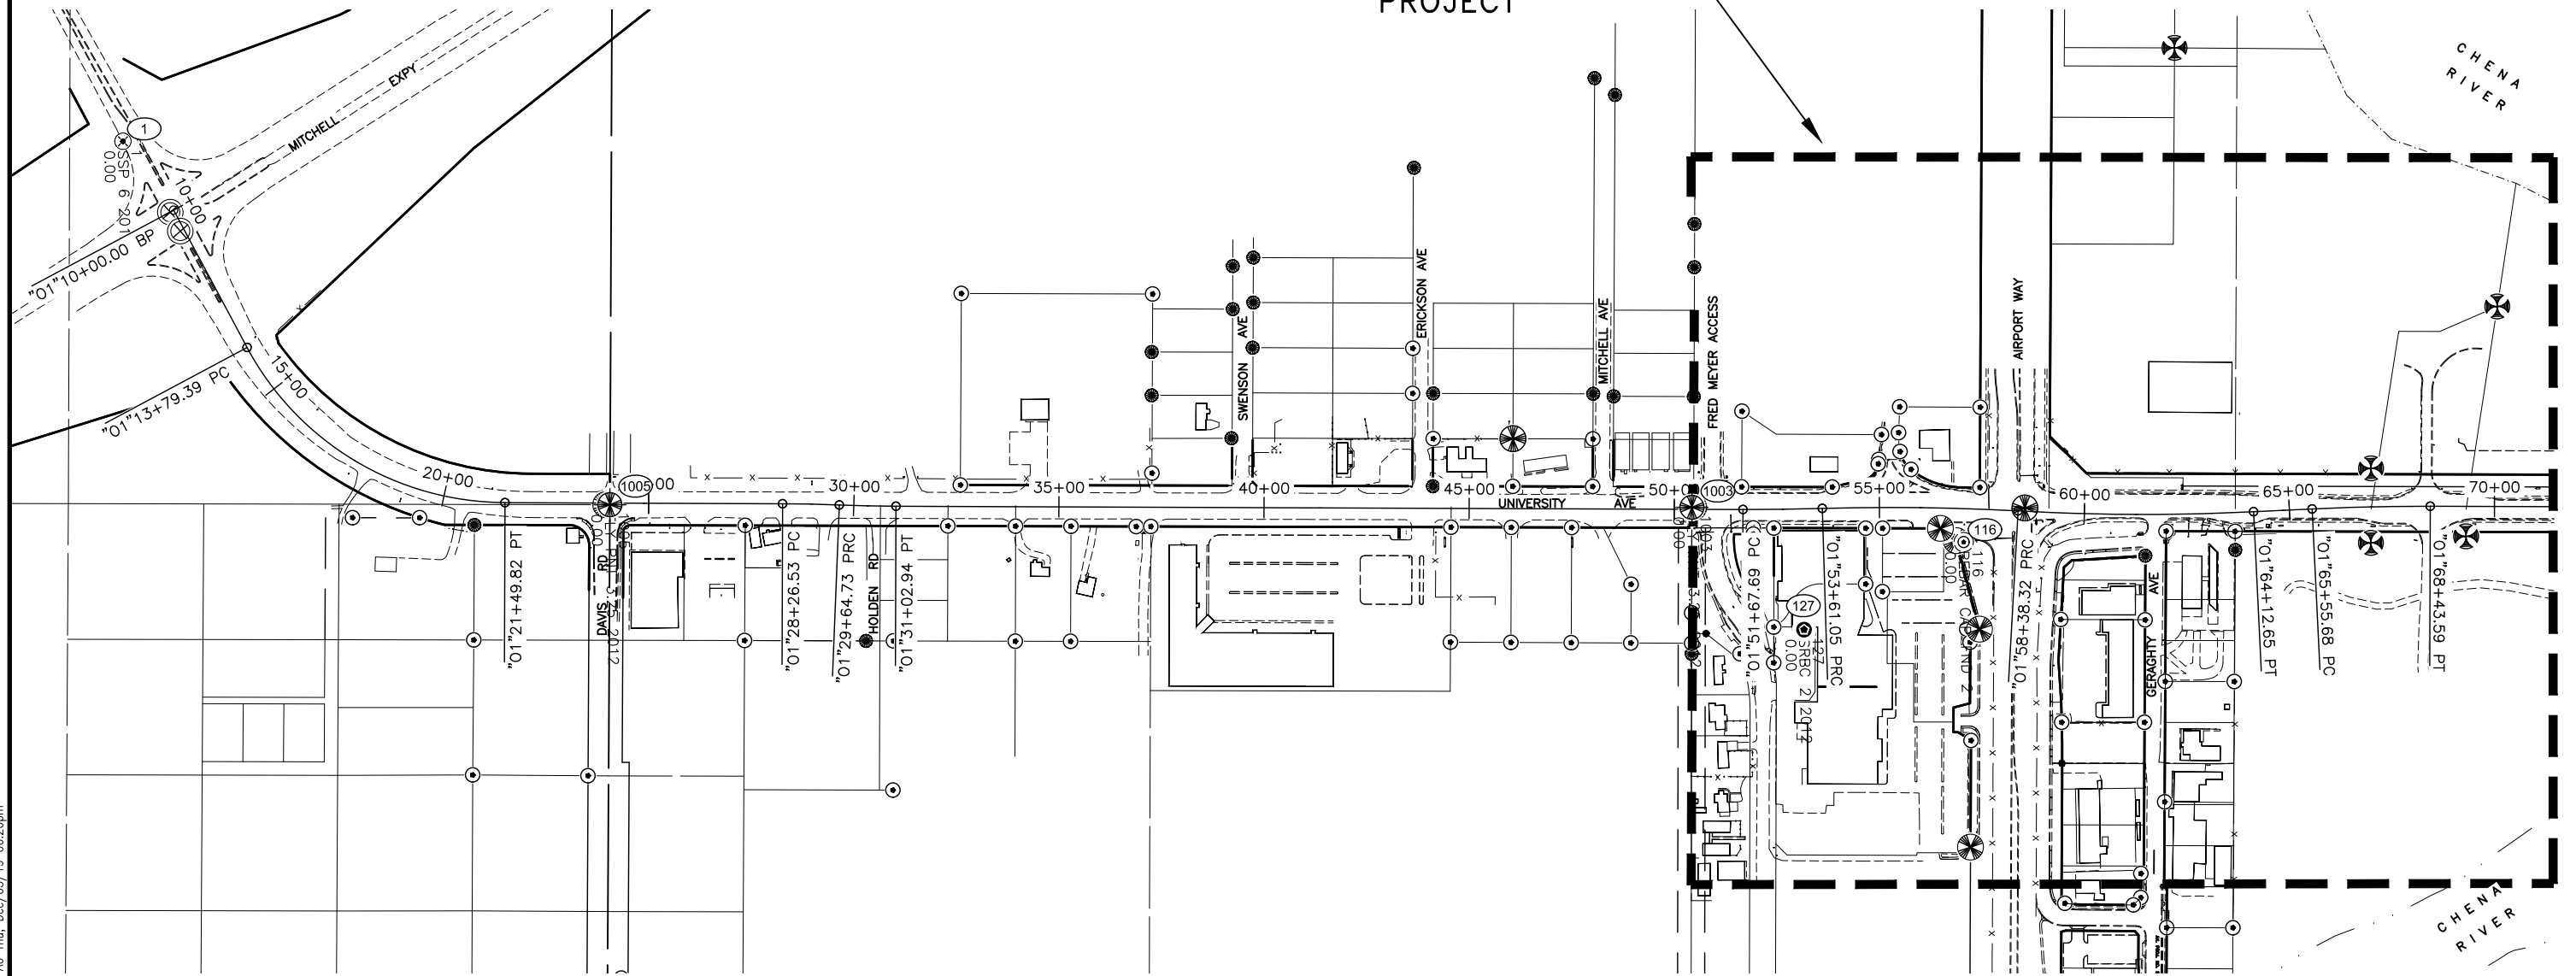 PROJECT
CHENA
RIVER
MITCHELL EXPY
1
SSP 6 201
0.00
10+00
"01"10+00.00 BP
"01"13+79.39 PC
15+00
20+00
"01"21+49.82 PT
1005
00
DAVIS RD
2012
"01"28+26.53 PC
30+00
"01"29+64.73 PRC
HOLDEN RD
"01"31+02.94 PT
35+00
SWENSON AVE
40+00
ERICKSON AVE
45+00
UNIVERSITY AVE
MITCHELL AVE
50+0
1003
FRED MEYER ACCESS
"01"51+67.69 PC
"01"53+61.05 PRC
55+00
127
127
2 2012
0.00
116
116
AIRPORT WAY
"01"58+38.32 PRC
60+00
GERAGHTY AVE
"01"64+12.65 PT
65+00
"01"65+55.68 PC
"01"68+43.59 PT
70+00
CHENA
RIVER